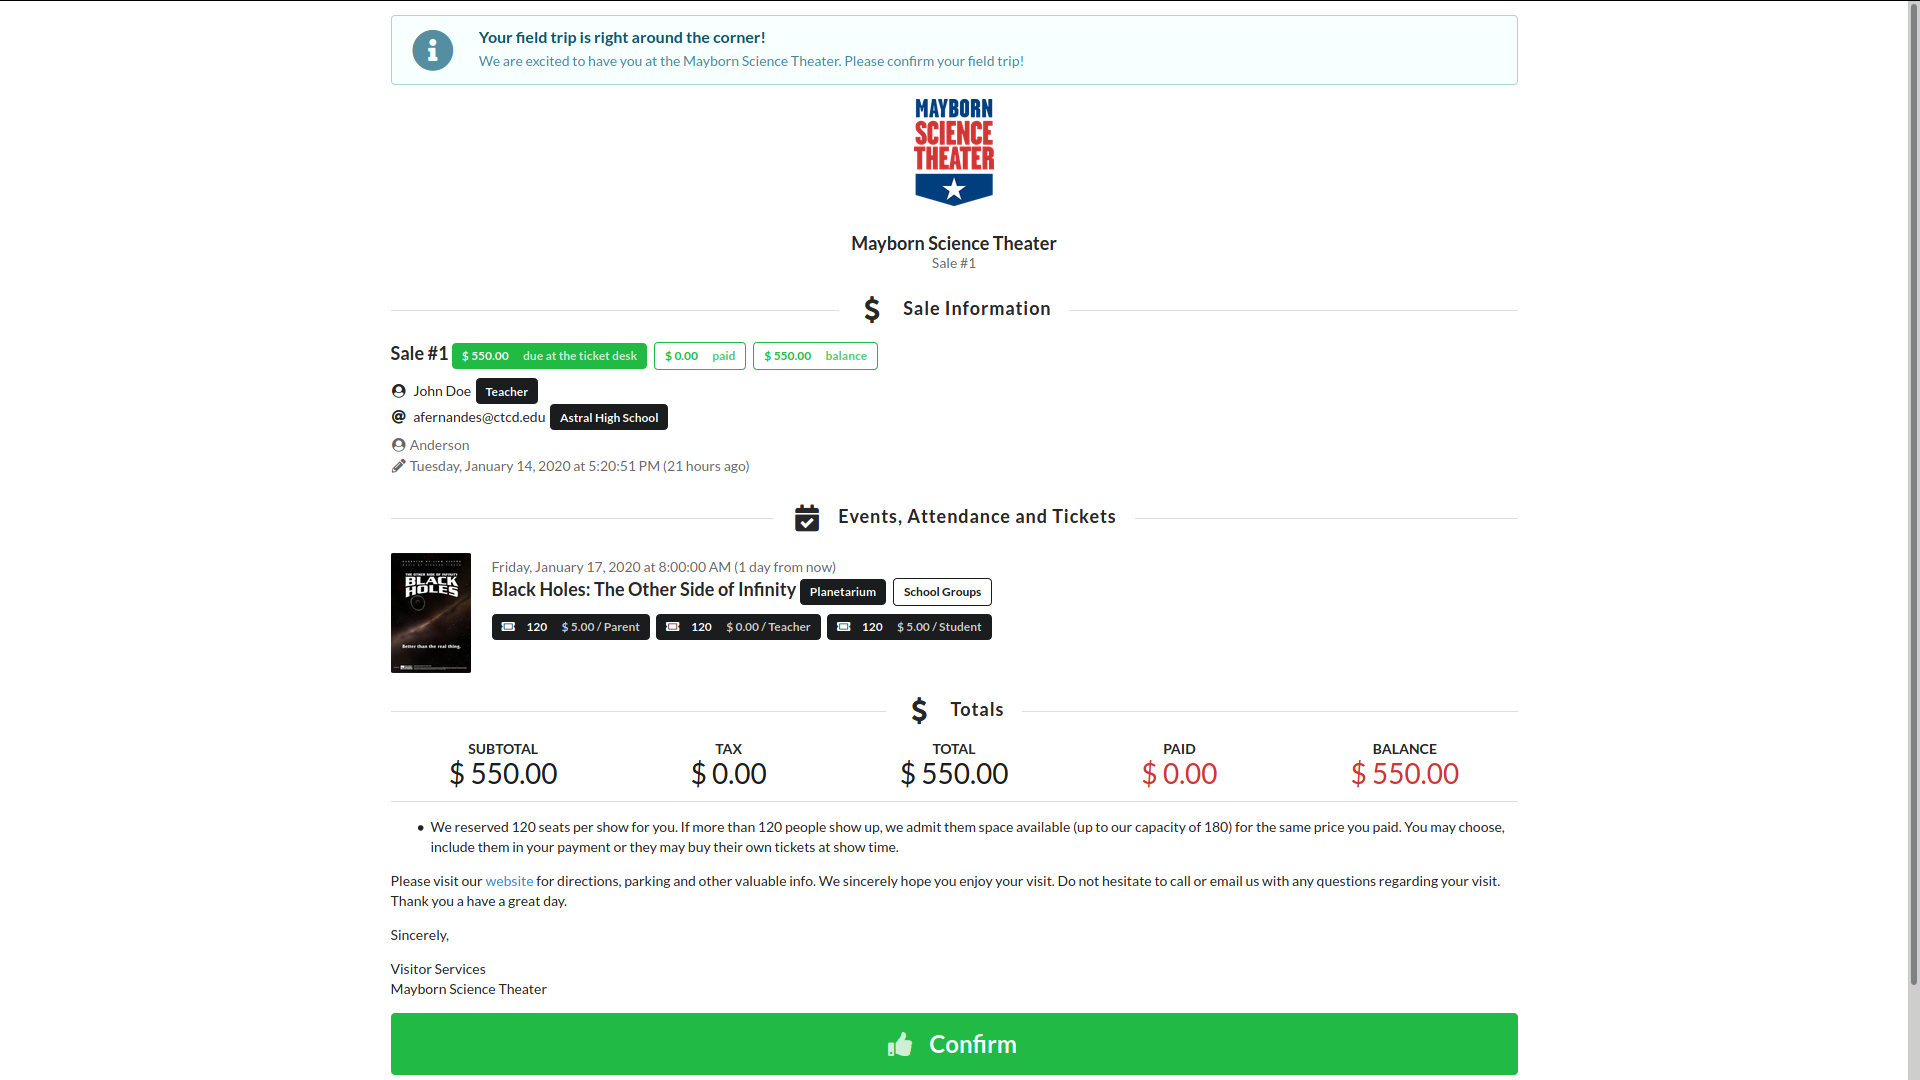 Your field trip is right around the corner!
We are excited to have you at the Mayborn Science Theater. Please confirm your field trip!
MAYBORN
SCIENCE
THEATER
Mayborn Science Theater
Sale #1
Sale Information
Sale #1 $ 550.00 due at the ticket desk $ 0.00 paid $ 550.00 balance
John Doe Teacher
afernandes@ctcd.edu Astral High School
Anderson
Tuesday, January 14, 2020 at 5:20:51 PM (21 hours ago)
Events, Attendance and Tickets
THE OTHER SIDE OF INFINITY
BLACK
HOLES
Better than the real thing.
Friday, January 17, 2020 at 8:00:00 AM (1 day from now)
Black Holes: The Other Side of Infinity Planetarium School Groups
120 $ 5.00 / Parent 120 $ 0.00 / Teacher 120 $ 5.00 / Student
Totals
SUBTOTAL TAX TOTAL PAID BALANCE
$ 550.00 $ 0.00 $ 550.00 $ 0.00 $ 550.00
We reserved 120 seats per show for you. If more than 120 people show up, we admit them space available (up to our capacity of 180) for the same price you paid. You may choose,
include them in your payment or they may buy their own tickets at show time.
Please visit our website for directions, parking and other valuable info. We sincerely hope you enjoy your visit. Do not hesitate to call or email us with any questions regarding your visit.
Thank you a have a great day.
Sincerely,
Visitor Services
Mayborn Science Theater
Confirm